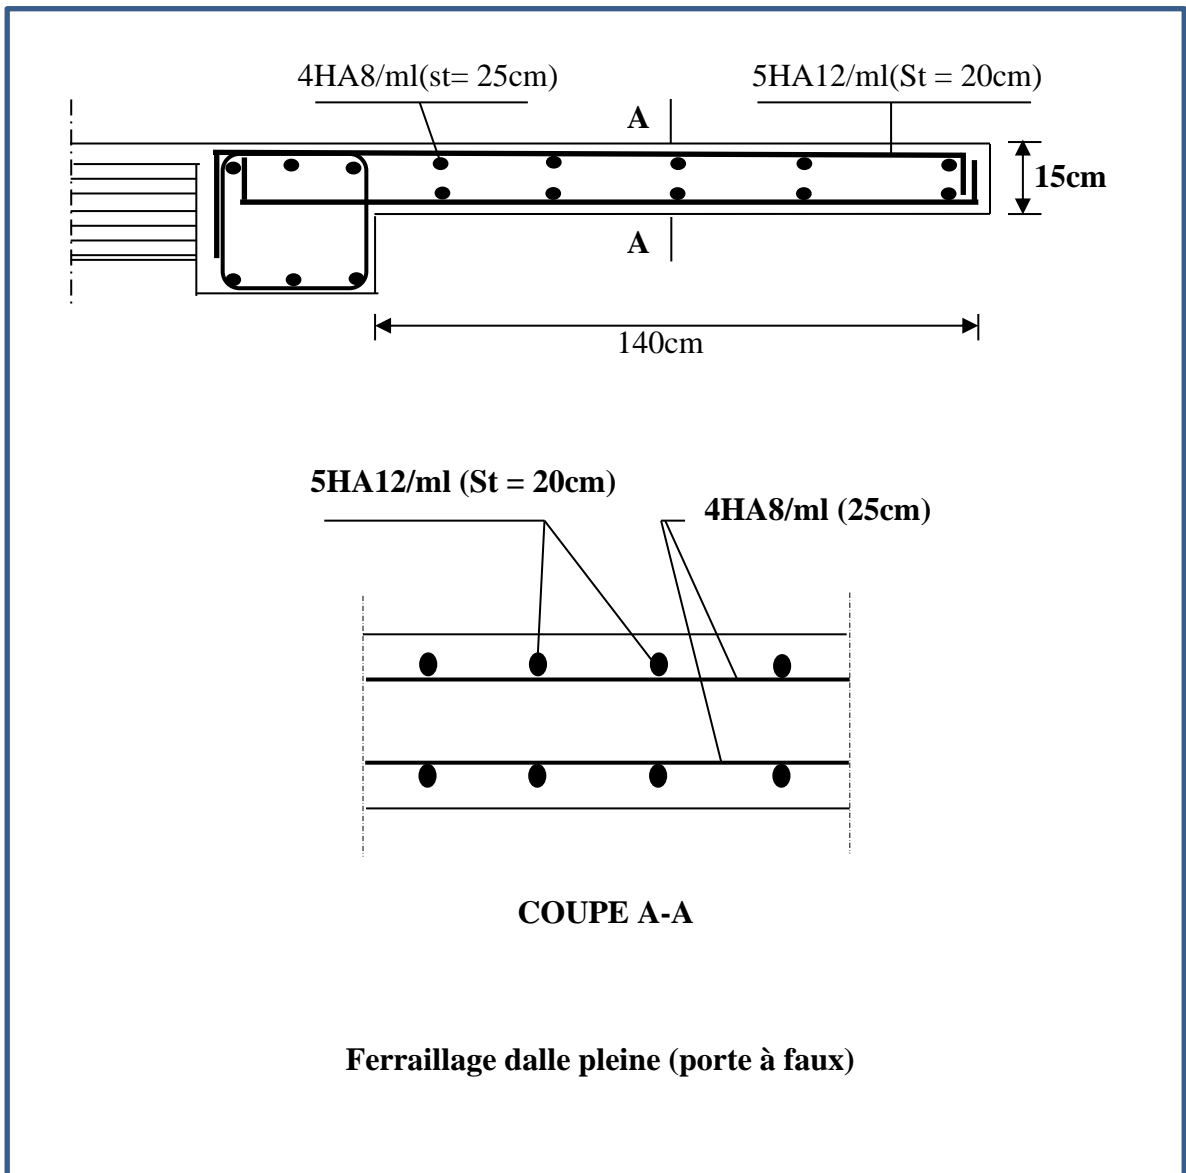 4HA8/ml(st= 25cm)
5HA12/ml(St = 20cm)
A
15cm
A
140cm
5HA12/ml (St = 20cm)
4HA8/ml (25cm)
COUPE A-A
Ferraillage dalle pleine (porte à faux)